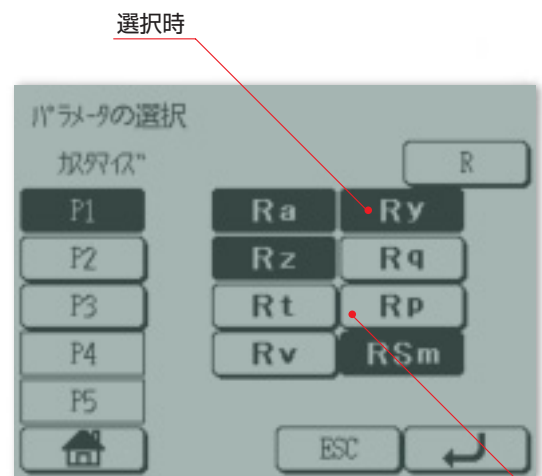 選択時
パラメータの選択
カスタマイズ R
P1 Ra Ry
P2 Rz Rq
P3 Rt Rp
P4 Rv RSm
P5
ESC